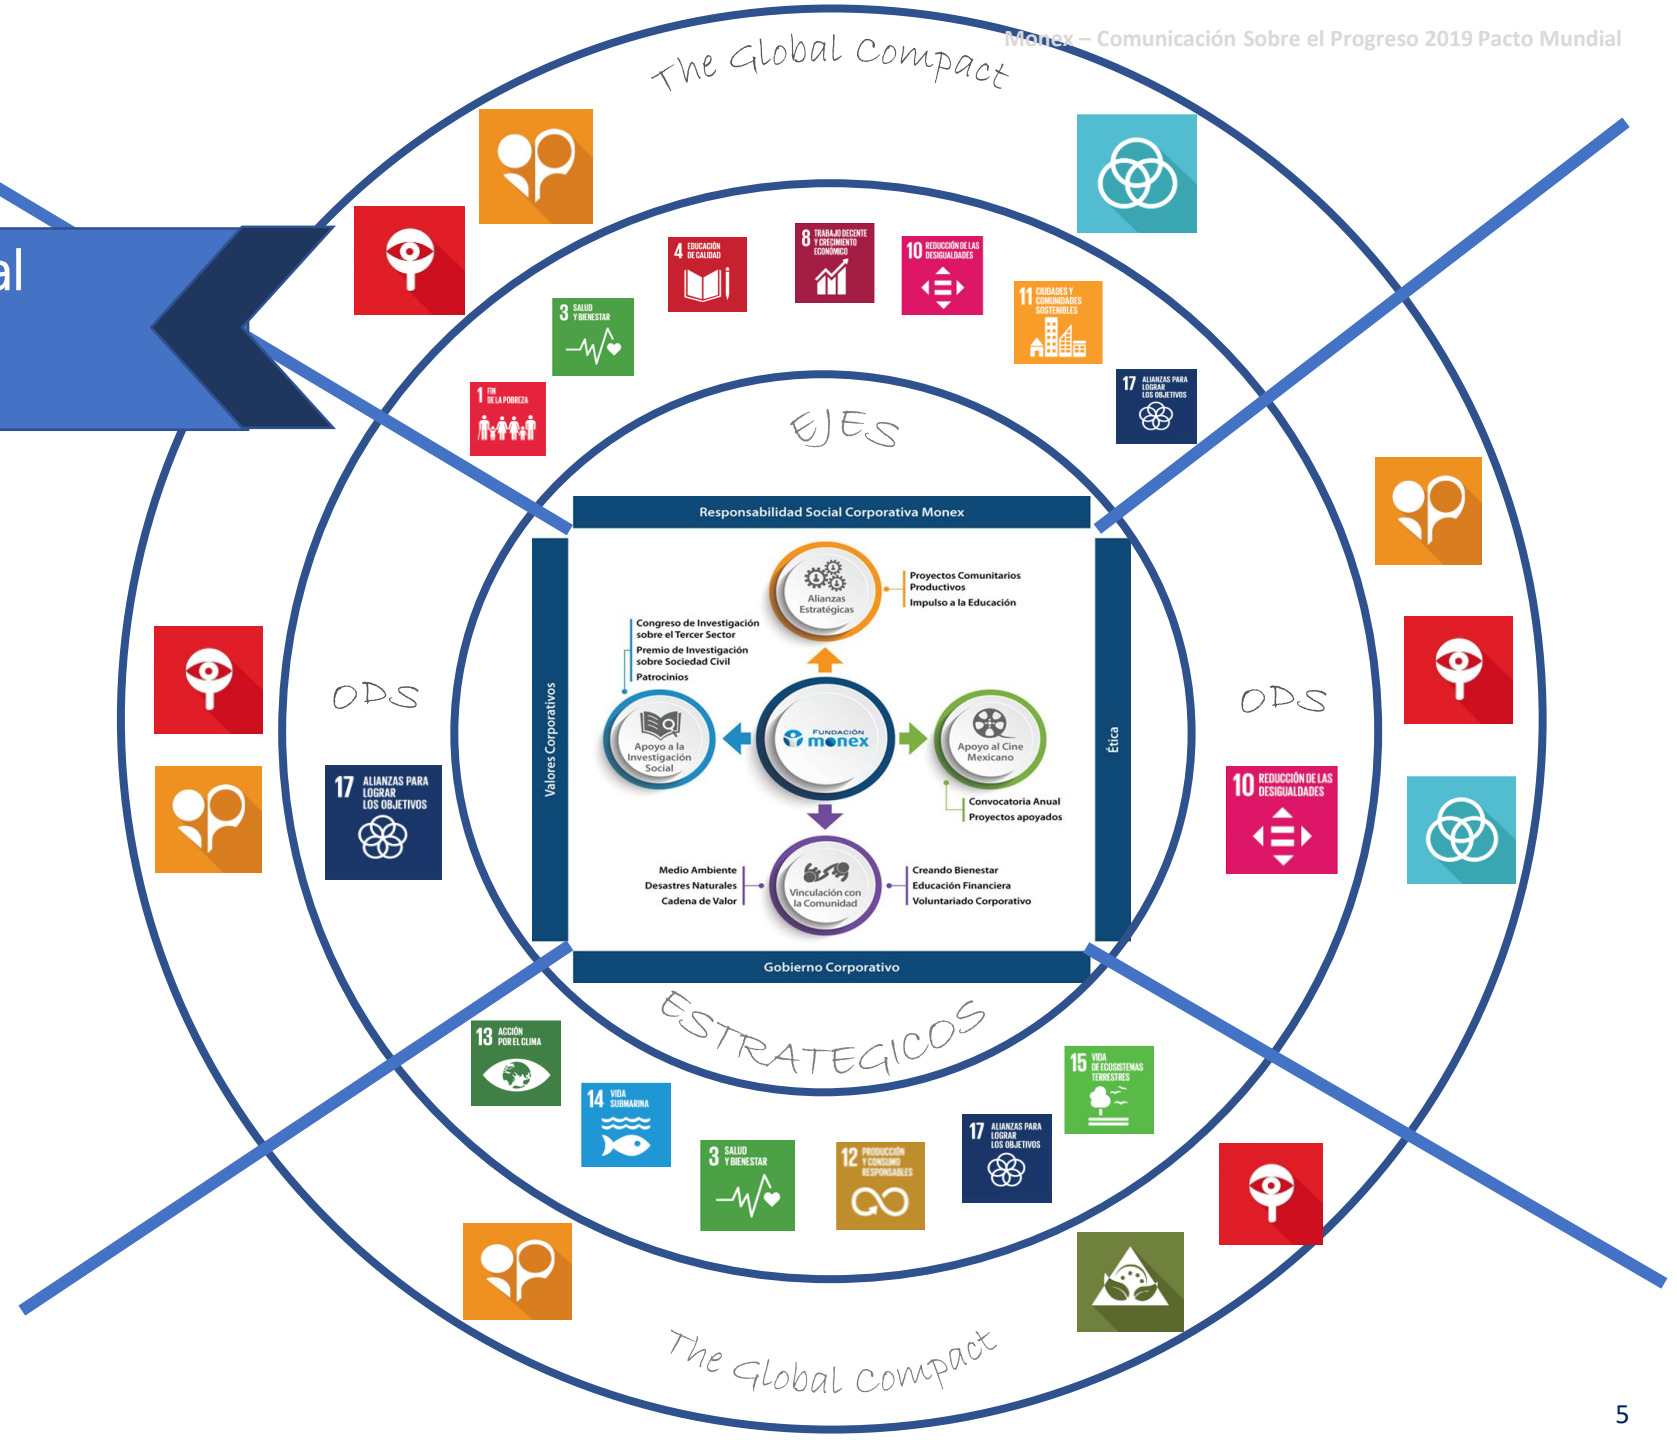 Monex – Comunicación Sobre el Progreso 2019 Pacto Mundial
The Global Compact
al
4 EDUCACIÓN
DE CALIDAD
8 TRABAJO DECENTE
Y CRECIMIENTO
ECONÓMICO
10 REDUCCIÓN DE LAS
DESIGUALDADES
3 SALUD
Y BIENESTAR
11 CIUDADES Y
COMUNIDADES
SOSTENIBLES
1 FIN
DE LA POBREZA
17 ALIANZAS PARA
LOGRAR
LOS OBJETIVOS
EJES
Responsabilidad Social Corporativa Monex
Valores Corporativos
Ética
Alianzas
Estratégicas
Proyectos Comunitarios
Productivos
Impulso a la Educación
Congreso de Investigación
sobre el Tercer Sector
Premio de Investigación
sobre Sociedad Civil
Patrocinios
Apoyo a la
Investigación
Social
FUNDACIÓN
monex
Apoyo al Cine
Mexicano
Convocatoria Anual
Proyectos apoyados
Medio Ambiente
Desastres Naturales
Cadena de Valor
Vinculación con
la Comunidad
Creando Bienestar
Educación Financiera
Voluntariado Corporativo
Gobierno Corporativo
ODS
17 ALIANZAS PARA
LOGRAR
LOS OBJETIVOS
ODS
10 REDUCCIÓN DE LAS
DESIGUALDADES
ESTRATEGICOS
13 ACCIÓN
POR EL CLIMA
14 VIDA
SUBMARINA
3 SALUD
Y BIENESTAR
12 PRODUCCIÓN
Y CONSUMO
RESPONSABLES
17 ALIANZAS PARA
LOGRAR
LOS OBJETIVOS
15 VIDA
DE ECOSISTEMAS
TERRESTRES
The Global Compact
5